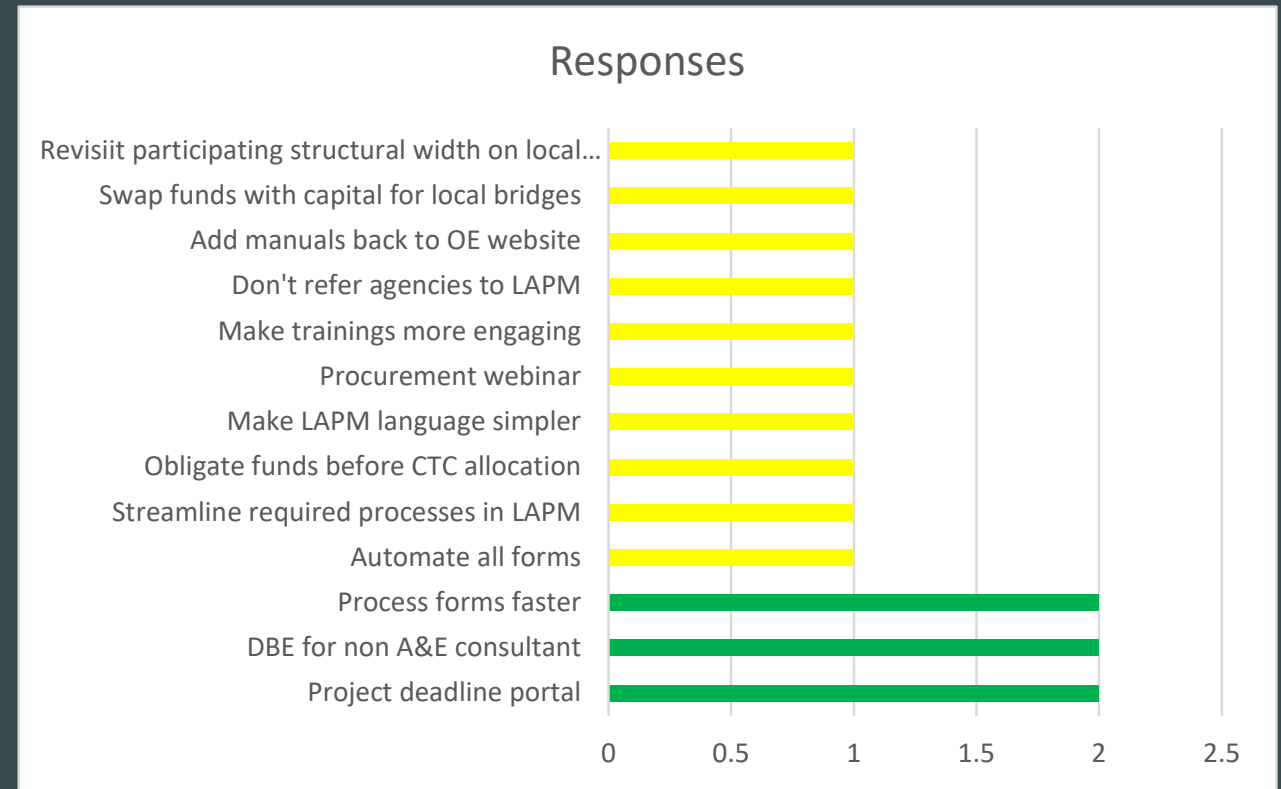 Responses
Revisiit participating structural width on local...
Swap funds with capital for local bridges
Add manuals back to OE website
Don't refer agencies to LAPM
Make trainings more engaging
Procurement webinar
Make LAPM language simpler
Obligate funds before CTC allocation
Streamline required processes in LAPM
Automate all forms
Process forms faster
DBE for non A&E consultant
Project deadline portal
0 0.5 1 1.5 2 2.5